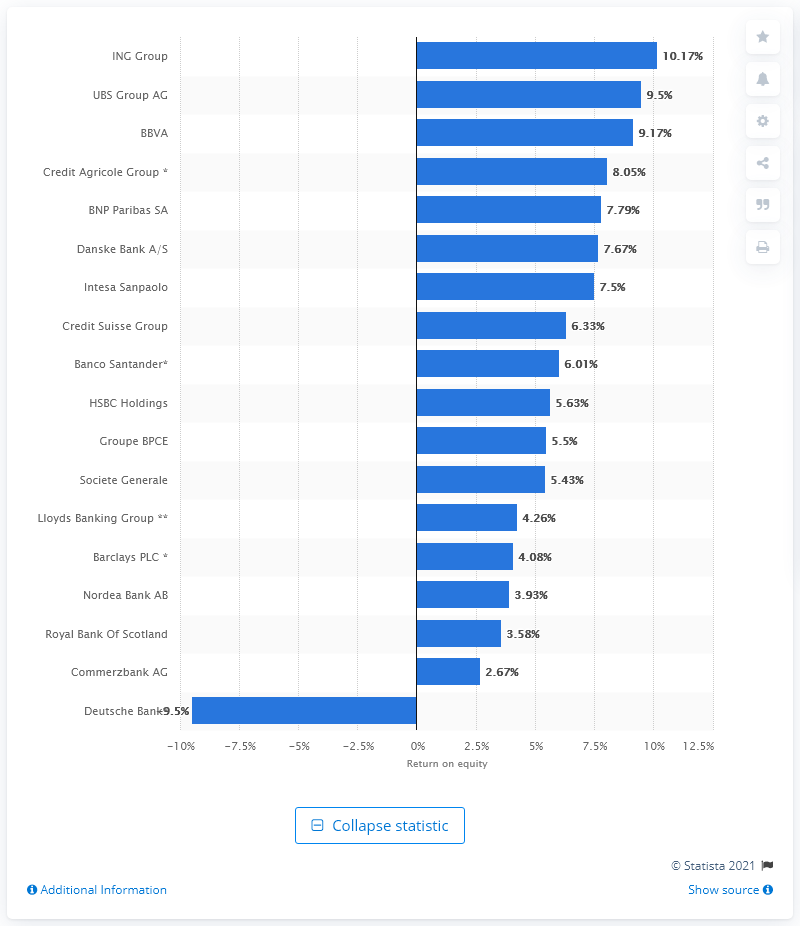 ING Group 10.17%
UBS Group AG 9.5%
BBVA 9.17%
Credit Agricole Group * 8.05%
BNP Paribas SA 7.79%
Danske Bank A/S 7.67%
Intesa Sanpaolo 7.5%
Credit Suisse Group 6.33%
Banco Santander* 6.01%
HSBC Holdings 5.63%
Groupe BPCE 5.5%
Societe Generale 5.43%
Lloyds Banking Group ** 4.26%
Barclays PLC * 4.08%
Nordea Bank AB 3.93%
Royal Bank Of Scotland 3.58%
Commerzbank AG 2.67%
Deutsche Bank -9.5%
-10% -7.5% -5% -2.5% 0% 2.5% 5% 7.5% 10% 12.5%
Return on equity
Collapse statistic
© Statista 2021
Additional Information Show source